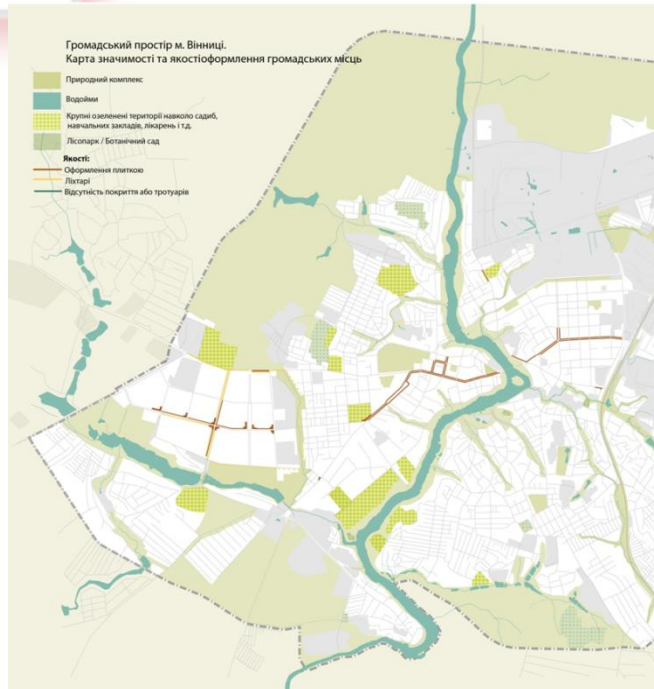 Громадський простір м. Вінниці.
Карта значимості та якостіоформлення громадських місць
Природний комплекс
Водойми
Крупні озеленені території навколо садиб,
навчальних закладів, лікарень і т.д.
Лісопарк / Ботанічний сад
Якості:
Оформлення плиткою
Ліхтарі
Відсутність покриття або тротуарів